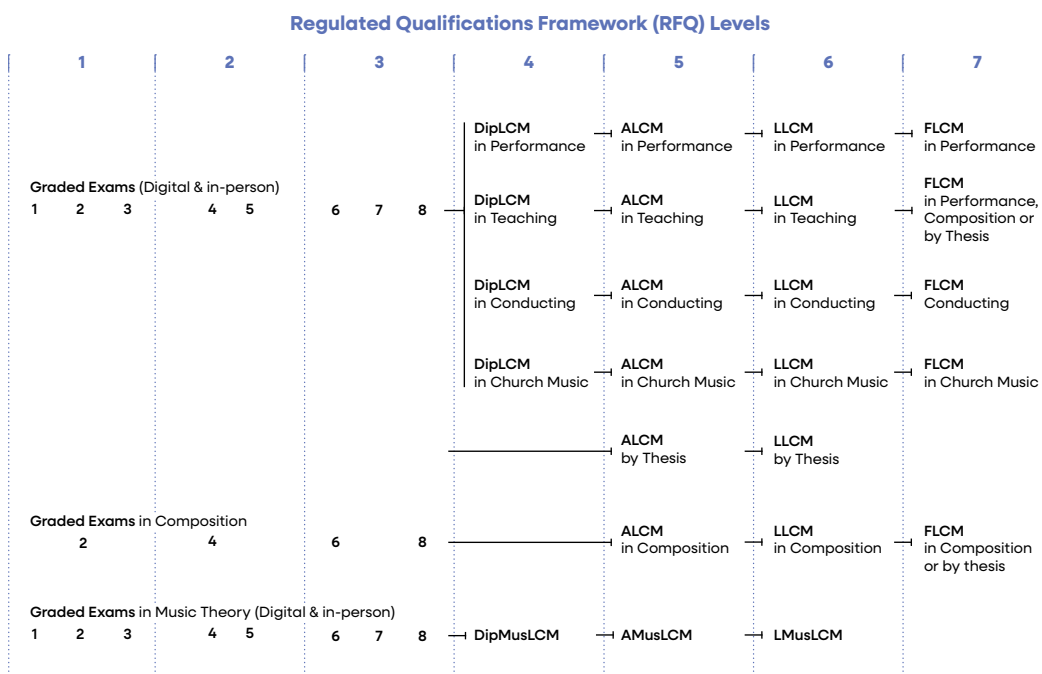 Regulated Qualifications Framework (RFQ) Levels
1 2 3 4 5 6 7
DipLCM ALCM LLCM FLCM
in Performance in Performance in Performance in Performance
Graded Exams (Digital & in-person)
1 2 3 4 5 6 7 8
DipLCM ALCM LLCM FLCM
in Teaching in Teaching in Teaching in Performance,
Composition or
by Thesis
DipLCM ALCM LLCM FLCM
in Conducting in Conducting in Conducting Conducting
DipLCM ALCM LLCM FLCM
in Church Music in Church Music in Church Music in Church Music
ALCM LLCM
by Thesis by Thesis
Graded Exams in Composition
2 4 6 8
ALCM LLCM FLCM
in Composition in Composition in Composition
or by thesis
Graded Exams in Music Theory (Digital & in-person)
1 2 3 4 5 6 7 8 DipMusLCM AMusLCM LMusLCM